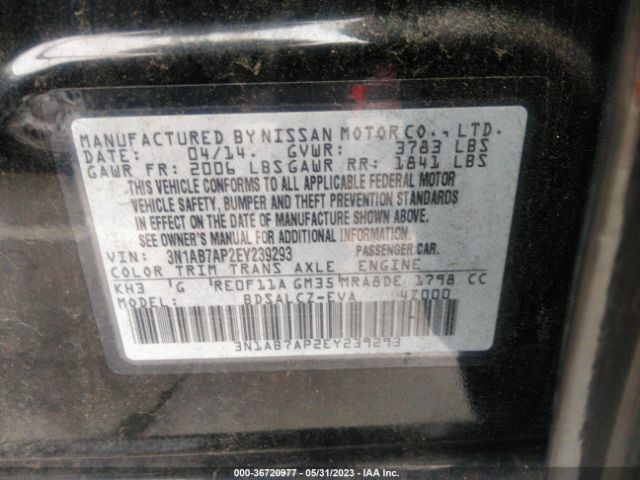 MANUFACTURED BY NISSAN MOTOR CO., LTD.
DATE: 04/14. GVWR: 3783 LBS
GAWR FR: 2006 LBS GAWR RR: 1841 LBS
THIS VEHICLE CONFORMS TO ALL APPLICABLE FEDERAL MOTOR
VEHICLE SAFETY, BUMPER AND THEFT PREVENTION STANDARDS
IN EFFECT ON THE DATE OF MANUFACTURE SHOWN ABOVE.
SEE OWNER'S MANUAL FOR ADDITIONAL INFORMATION.
VIN: 3N1AB7AP2EY239293 PASSENGER CAR.
COLOR TRIM TRANS AXLE ENGINE
KH3 G RE0F11A GM35 MRA8DE 1798 CC
MODEL: BDSALCZ-EVA 47000
3N1AB7AP2EY239293
000-36720977 - 05/31/2023 - IAA Inc.